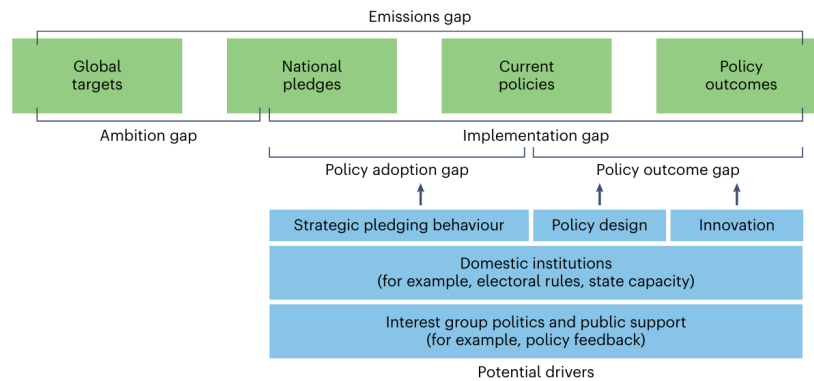 Emissions gap
Global
targets
National
pledges
Current
policies
Policy
outcomes
Ambition gap
Implementation gap
Policy adoption gap
Policy outcome gap
Strategic pledging behaviour
Policy design
Innovation
Domestic institutions
(for example, electoral rules, state capacity)
Interest group politics and public support
(for example, policy feedback)
Potential drivers